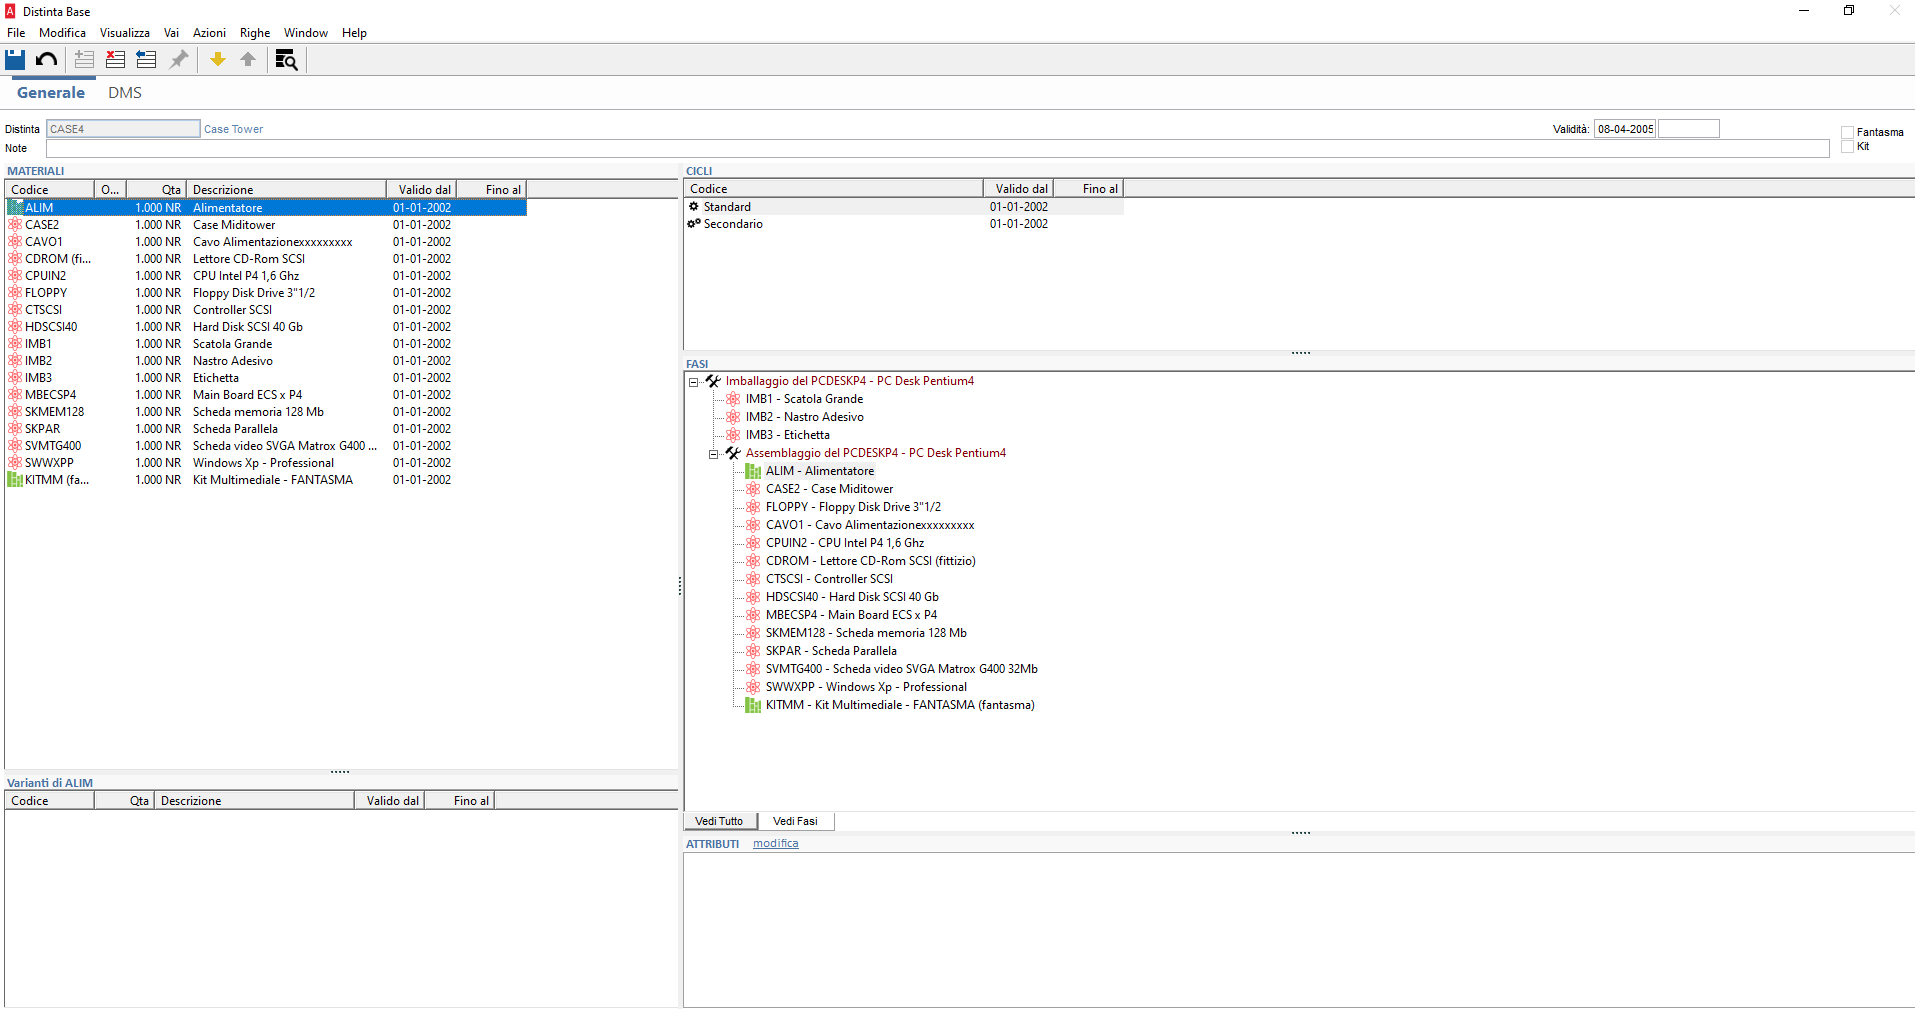 Distinta Base
File Modifica Visualizza Vai Azioni Righe Window Help
Generale DMS
Distinta CASE4 Case Tower Validità: 08-04-2005 Fantasma
Note Kit
MATERIALI
Codice O... Qta Descrizione Valido dal Fino al
ALIM 1.000 NR Alimentatore 01-01-2002
CASE2 1.000 NR Case Miditower 01-01-2002
CAVO1 1.000 NR Cavo Alimentazionexxxxxxxxx 01-01-2002
CDROM (fi... 1.000 NR Lettore CD-Rom SCSI 01-01-2002
CPUIN2 1.000 NR CPU Intel P4 1,6 Ghz 01-01-2002
FLOPPY 1.000 NR Floppy Disk Drive 3"1/2 01-01-2002
CTSCSI 1.000 NR Controller SCSI 01-01-2002
HDSCSI40 1.000 NR Hard Disk SCSI 40 Gb 01-01-2002
IMB1 1.000 NR Scatola Grande 01-01-2002
IMB2 1.000 NR Nastro Adesivo 01-01-2002
IMB3 1.000 NR Etichetta 01-01-2002
MBECSP4 1.000 NR Main Board ECS x P4 01-01-2002
SKMEM128 1.000 NR Scheda memoria 128 Mb 01-01-2002
SKPAR 1.000 NR Scheda Parallela 01-01-2002
SVMTG400 1.000 NR Scheda video SVGA Matrox G400 ... 01-01-2002
SWWXPP 1.000 NR Windows Xp - Professional 01-01-2002
KITMM (fa... 1.000 NR Kit Multimediale - FANTASMA 01-01-2002
Varianti di ALIM
Codice Qta Descrizione Valido dal Fino al
CICLI
Codice Valido dal Fino al
Standard 01-01-2002
Secondario 01-01-2002
FASI
Imballaggio del PCDESKP4 - PC Desk Pentium4
IMB1 - Scatola Grande
IMB2 - Nastro Adesivo
IMB3 - Etichetta
Assemblaggio del PCDESKP4 - PC Desk Pentium4
ALIM - Alimentatore
CASE2 - Case Miditower
FLOPPY - Floppy Disk Drive 3"1/2
CAVO1 - Cavo Alimentazionexxxxxxxxx
CPUIN2 - CPU Intel P4 1,6 Ghz
CDROM - Lettore CD-Rom SCSI (fittizio)
CTSCSI - Controller SCSI
HDSCSI40 - Hard Disk SCSI 40 Gb
MBECSP4 - Main Board ECS x P4
SKMEM128 - Scheda memoria 128 Mb
SKPAR - Scheda Parallela
SVMTG400 - Scheda video SVGA Matrox G400 32Mb
SWWXPP - Windows Xp - Professional
KITMM - Kit Multimediale - FANTASMA (fantasma)
Vedi Tutto Vedi Fasi
ATTRIBUTI modifica